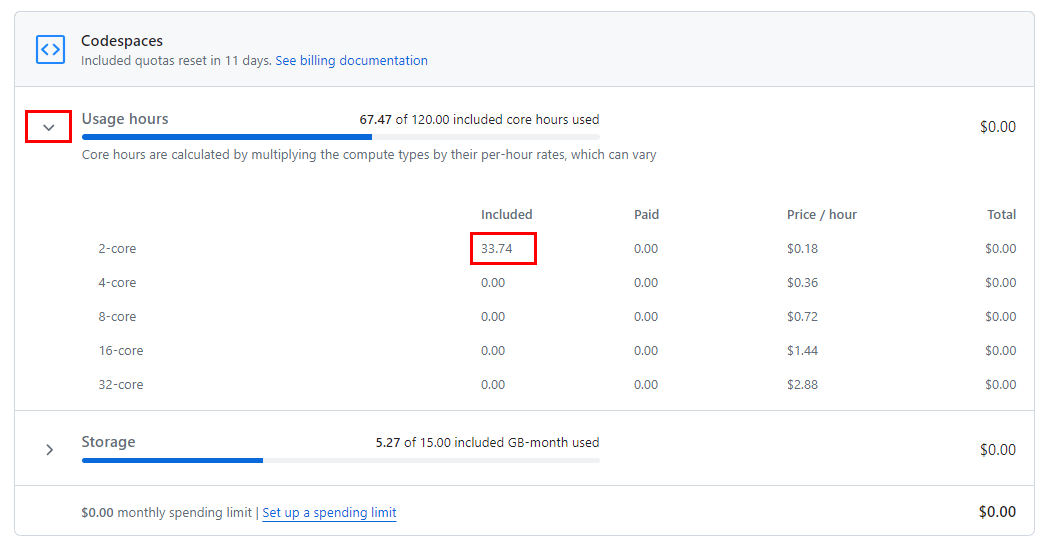 Codespaces
Included quotas reset in 11 days. See billing documentation
Usage hours 67.47 of 120.00 included core hours used $0.00
Core hours are calculated by multiplying the compute types by their per-hour rates, which can vary
Included Paid Price / hour Total
2-core 33.74 0.00 $0.18 $0.00
4-core 0.00 0.00 $0.36 $0.00
8-core 0.00 0.00 $0.72 $0.00
16-core 0.00 0.00 $1.44 $0.00
32-core 0.00 0.00 $2.88 $0.00
Storage 5.27 of 15.00 included GB-month used $0.00
$0.00 monthly spending limit | Set up a spending limit $0.00